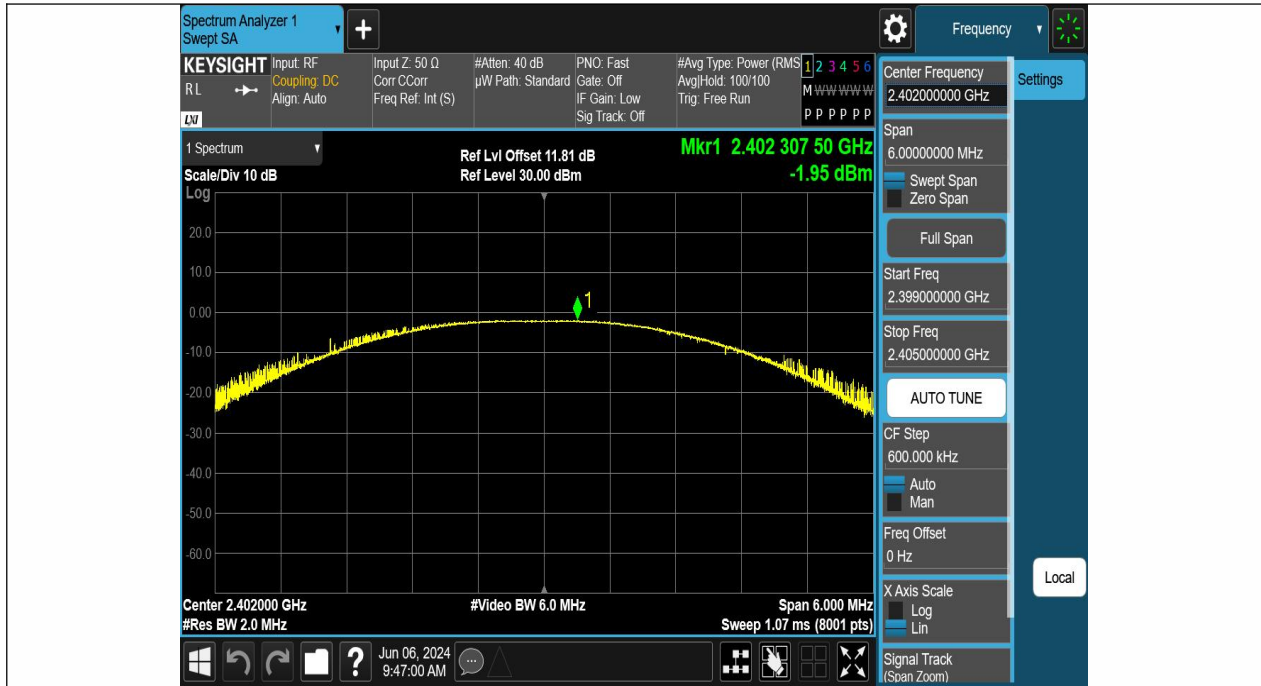 Spectrum Analyzer 1
Swept SA
Frequency
KEYSIGHT
RL
LXI
Input: RF
Coupling: DC
Align: Auto
Input Z: 50 Ω
Corr CCorr
Freq Ref: Int (S)
#Atten: 40 dB
µW Path: Standard
PNO: Fast
Gate: Off
IF Gain: Low
Sig Track: Off
#Avg Type: Power (RMS
Avg|Hold: 100/100
Trig: Free Run
1 2 3 4 5 6
M W W W W W
P P P P P P
1 Spectrum
Scale/Div 10 dB
Log
Ref Lvl Offset 11.81 dB
Ref Level 30.00 dBm
Mkr1 2.402 307 50 GHz
-1.95 dBm
20.0
10.0
0.00
-10.0
-20.0
-30.0
-40.0
-50.0
-60.0
1
Center 2.402000 GHz
#Res BW 2.0 MHz
#Video BW 6.0 MHz
Span 6.000 MHz
Sweep 1.07 ms (8001 pts)
Jun 06, 2024
9:47:00 AM
Center Frequency
2.402000000 GHz
Settings
Span
6.00000000 MHz
Swept Span
Zero Span
Full Span
Start Freq
2.399000000 GHz
Stop Freq
2.405000000 GHz
AUTO TUNE
CF Step
600.000 kHz
Auto
Man
Freq Offset
0 Hz
Local
X Axis Scale
Log
Lin
Signal Track
(Span Zoom)